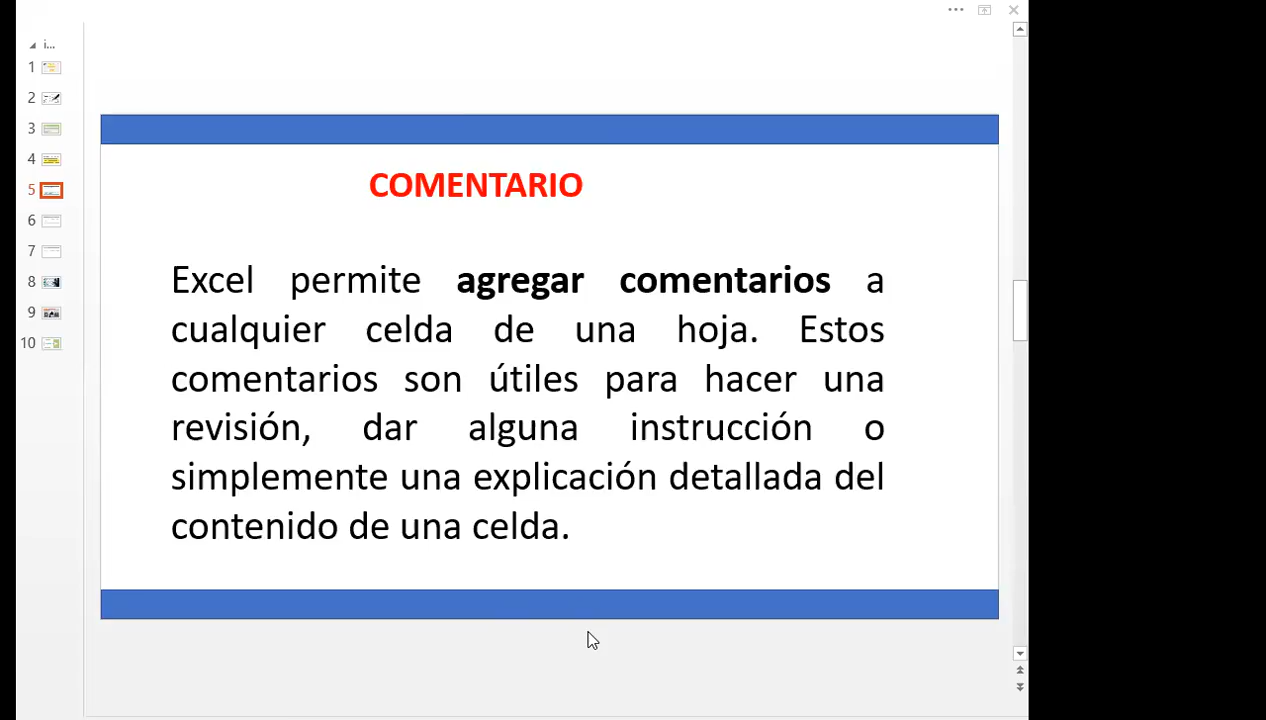 i...
1
2
3
4
5
6
7
8
9
10
COMENTARIO
Excel permite agregar comentarios a
cualquier celda de una hoja. Estos
comentarios son útiles para hacer una
revisión, dar alguna instrucción o
simplemente una explicación detallada del
contenido de una celda.